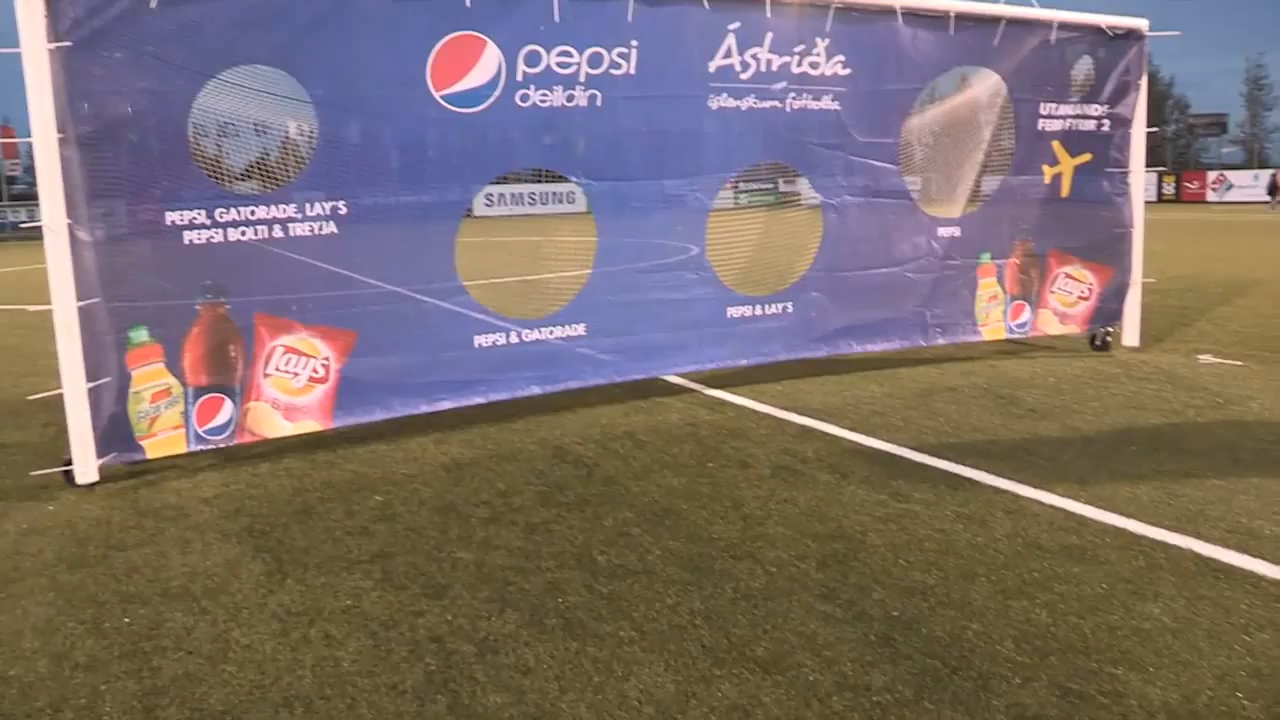 pepsi
deildin
Ástríða
íslenskum fótbolta
UTANLANDS-
FERÐ FYRIR 2
PEPSI, GATORADE, LAY'S
PEPSI BOLTI & TREYJA
SAMSUNG
PEPSI
PEPSI & GATORADE
PEPSI & LAY'S
Lay's
Lay's